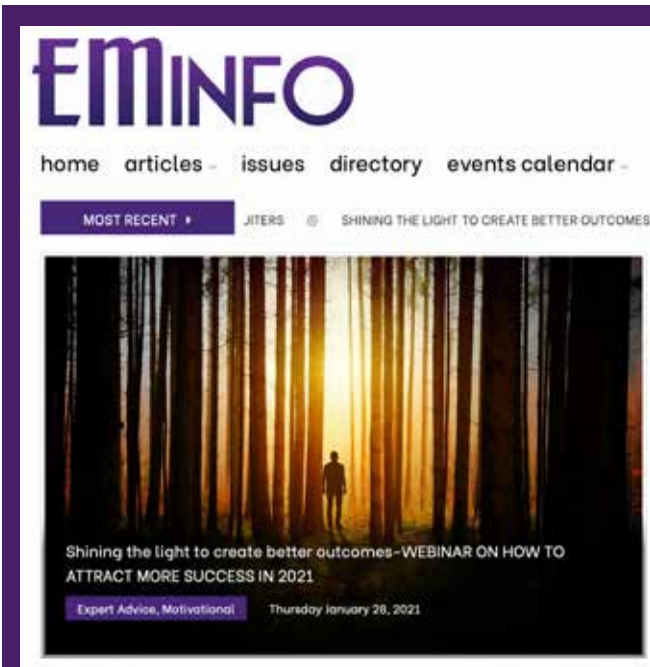 EMINFO
home articles issues directory events calendar
MOST RECENT JITERS SHINING THE LIGHT TO CREATE BETTER OUTCOMES
Shining the light to create better outcomes-WEBINAR ON HOW TO
ATTRACT MORE SUCCESS IN 2021
Expert Advice, Motivational Thursday January 28, 2021